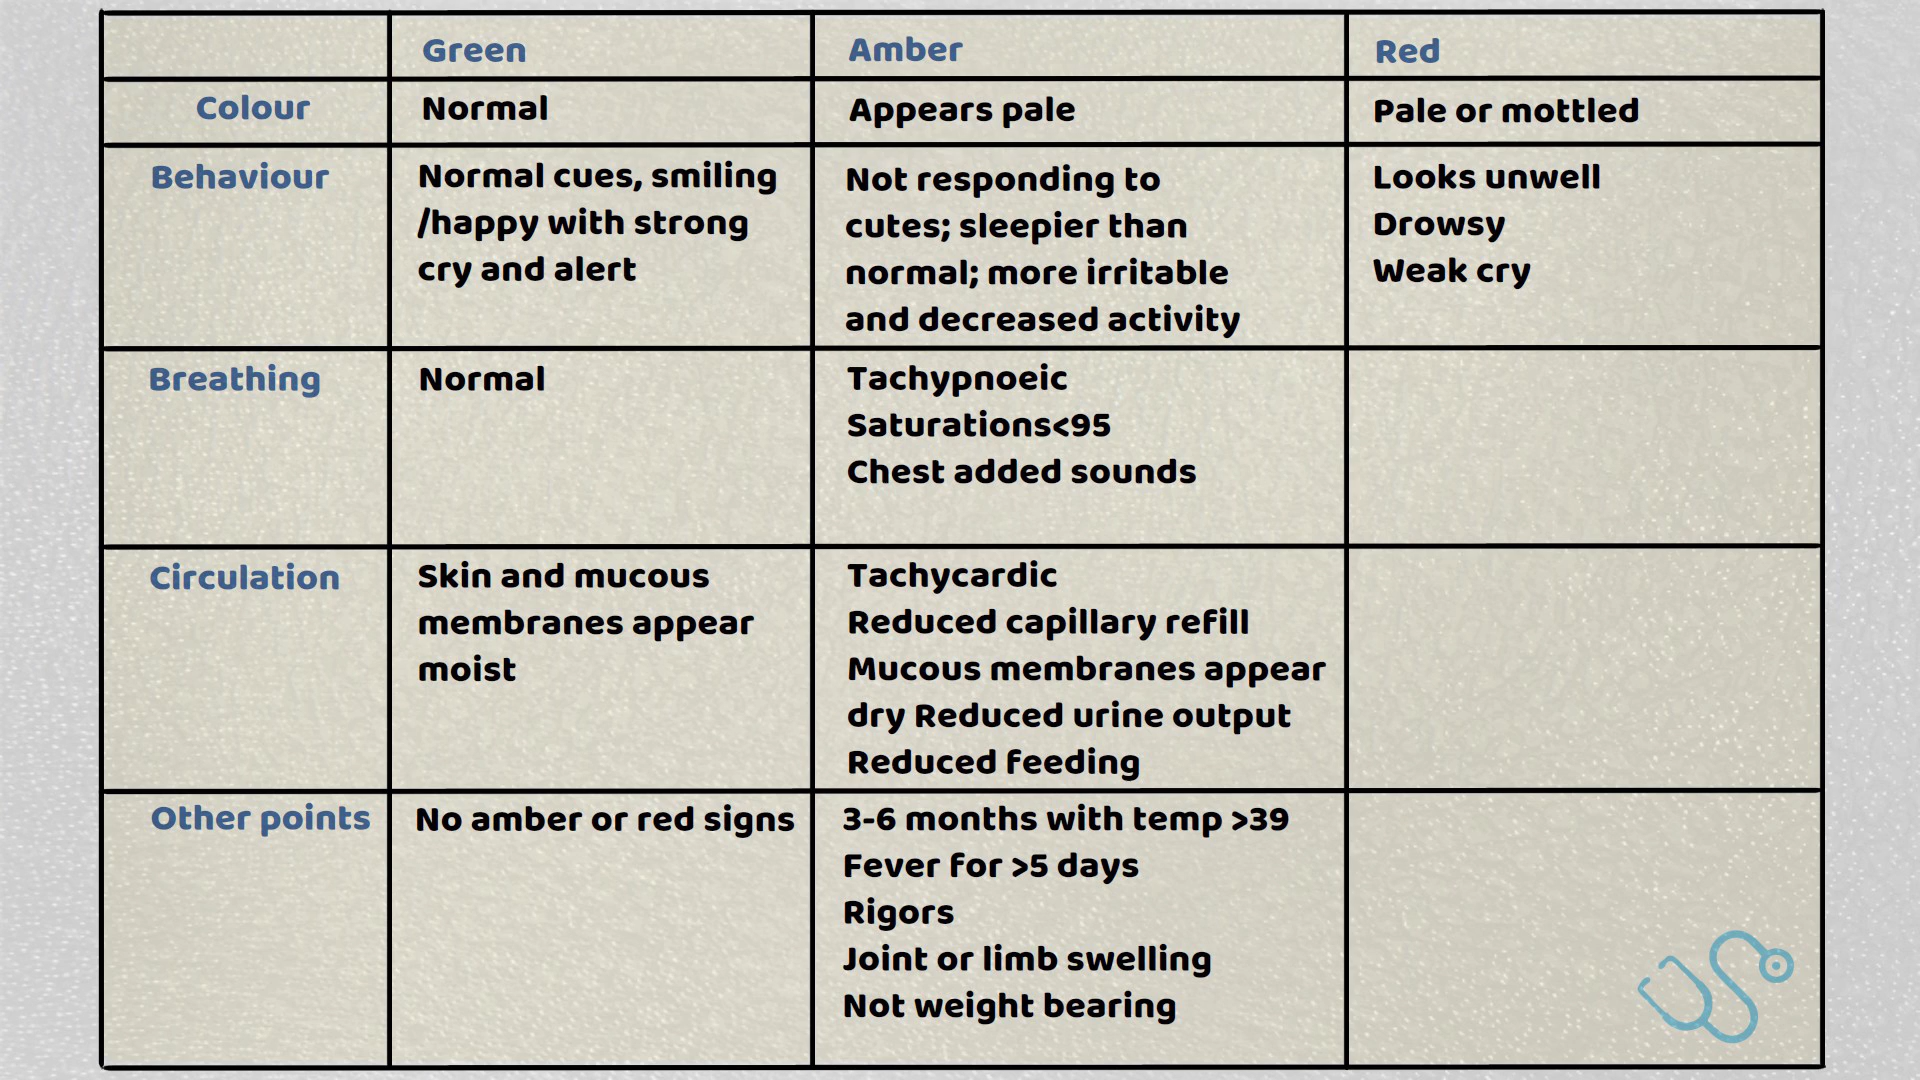 Green Amber Red
Colour Normal Appears pale Pale or mottled
Behaviour
Normal cues, smiling
/happy with strong
cry and alert
Not responding to
cutes; sleepier than
normal; more irritable
and decreased activity
Looks unwell
Drowsy
Weak cry
Breathing
Normal
Tachypnoeic
Saturations<95
Chest added sounds
Circulation
Skin and mucous
membranes appear
moist
Tachycardic
Reduced capillary refill
Mucous membranes appear
dry Reduced urine output
Reduced feeding
Other points
No amber or red signs
3-6 months with temp >39
Fever for >5 days
Rigors
Joint or limb swelling
Not weight bearing